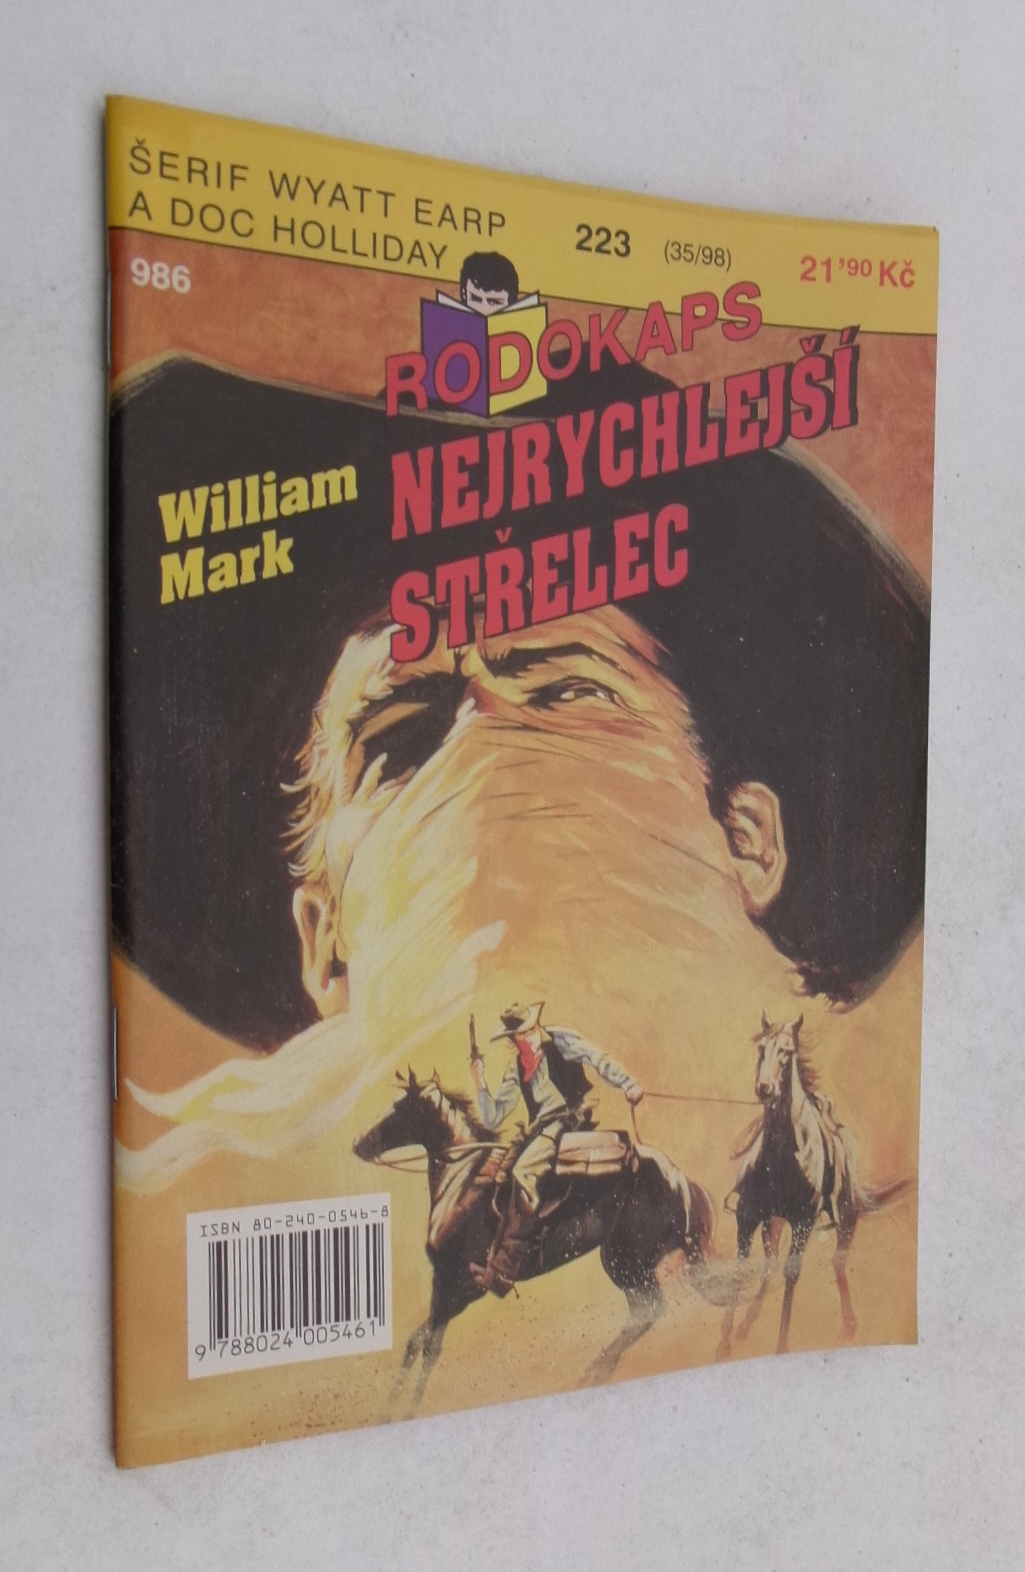 ŠERIF WYATT EARP
A DOC HOLLIDAY
223 (35/98)
21'90 Kč
986
RODOKAPS
NEJRYCHLEJŠÍ
STŘELEC
William
Mark
ISBN 80-240-0546-8
9 788024 005461